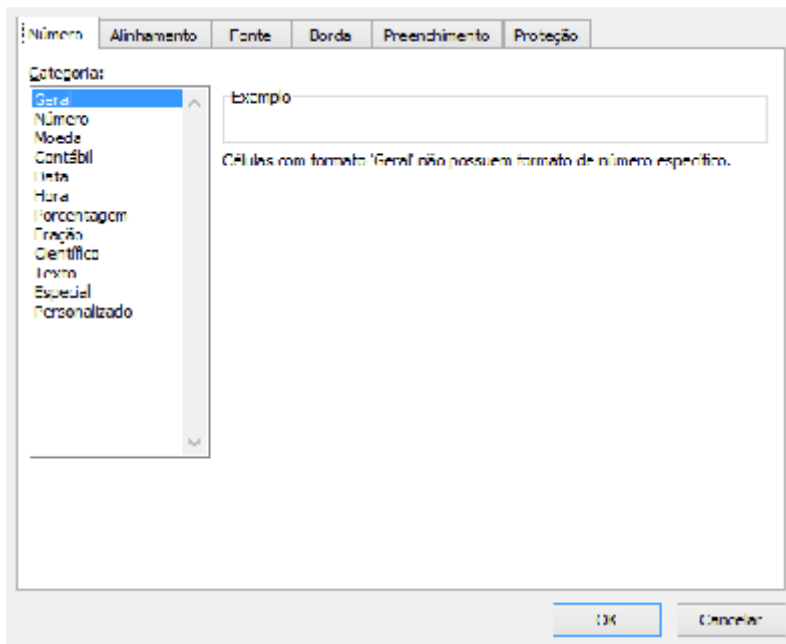 Número Alinhamento Fonte Borda Preenchimento Proteção
Categoria:
Geral
Número
Moeda
Contábil
Data
Hora
Porcentagem
Fração
Científico
Texto
Especial
Personalizado
Exemplo
Células com formato 'Geral' não possuem formato de número específico.
OK Cancelar